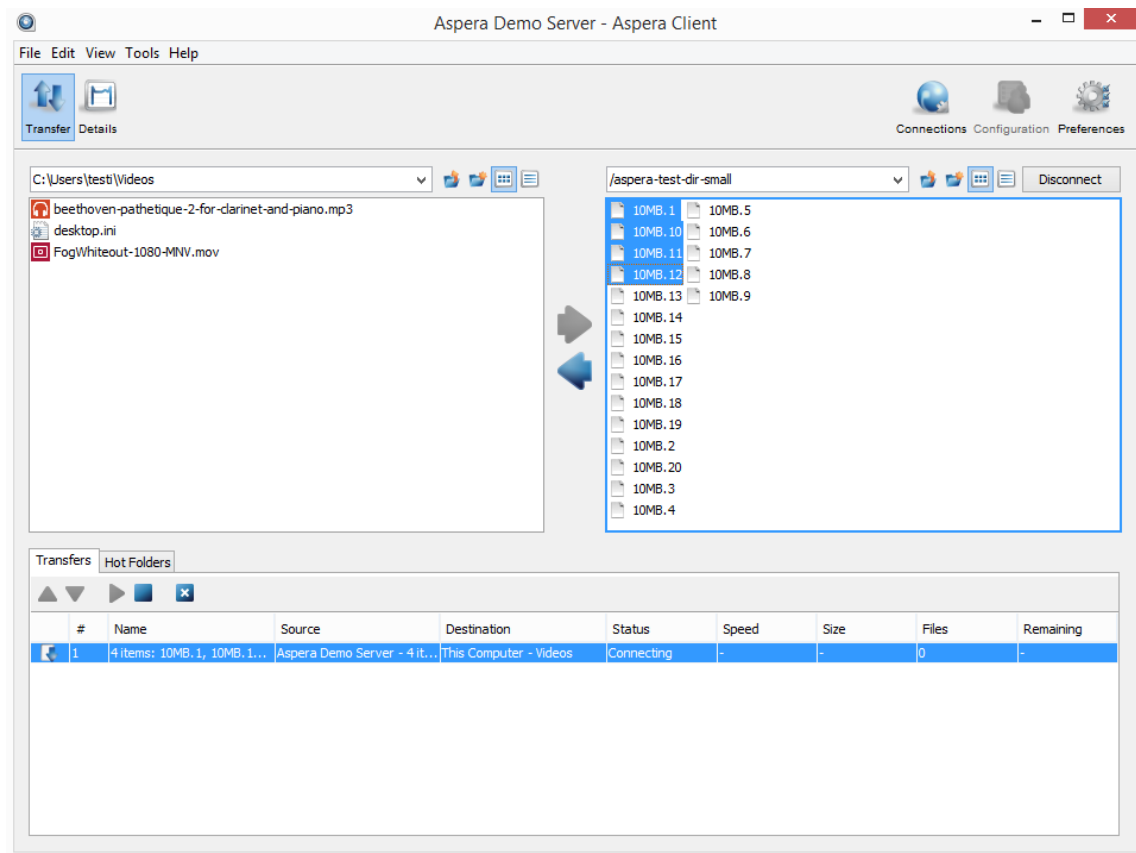 Aspera Demo Server - Aspera Client
File Edit View Tools Help
Transfer Details
Connections Configuration Preferences
C:\Users\testi\Videos
beethoven-pathetique-2-for-clarinet-and-piano.mp3
desktop.ini
FogWhiteout-1080-MNV.mov
/aspera-test-dir-small
Disconnect
10MB.1
10MB.10
10MB.11
10MB.12
10MB.13
10MB.14
10MB.15
10MB.16
10MB.17
10MB.18
10MB.19
10MB.2
10MB.20
10MB.3
10MB.4
10MB.5
10MB.6
10MB.7
10MB.8
10MB.9
Transfers Hot Folders
# Name Source Destination Status Speed Size Files Remaining
1 4 items: 10MB.1, 10MB.1... Aspera Demo Server - 4 it... This Computer - Videos Connecting - - 0 -